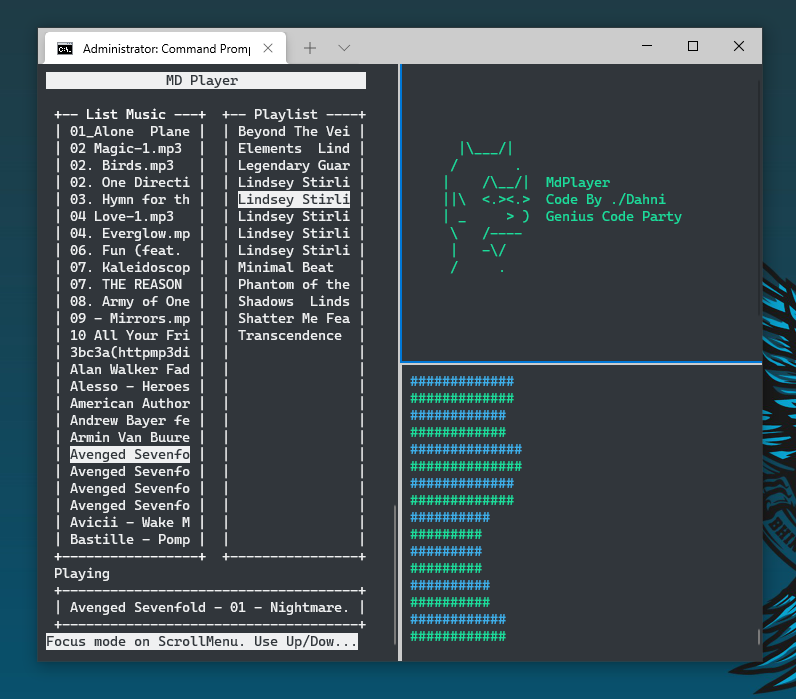 Administrator: Command Promp
MD Player
+-- List Music ---+ +-- Playlist ----+
| 01_Alone  Plane | | Beyond The Vei |
| 02 Magic-1.mp3 | | Elements  Lind |
| 02. Birds.mp3 | | Legendary Guar |
| 02. One Directi | | Lindsey Stirli |
| 03. Hymn for th | | Lindsey Stirli |
| 04 Love-1.mp3 | | Lindsey Stirli |
| 04. Everglow.mp | | Lindsey Stirli |
| 06. Fun (feat. | | Lindsey Stirli |
| 07. Kaleidoscop | | Minimal Beat |
| 07. THE REASON | | Phantom of the |
| 08. Army of One | | Shadows  Linds |
| 09 - Mirrors.mp | | Shatter Me Fea |
| 10 All Your Fri | | Transcendence |
| 3bc3a(httpmp3di | | |
| Alan Walker Fad | | |
| Alesso - Heroes | | |
| American Author | | |
| Andrew Bayer fe | | |
| Armin Van Buure | | |
| Avenged Sevenfo | | |
| Avenged Sevenfo | | |
| Avenged Sevenfo | | |
| Avenged Sevenfo | | |
| Avicii - Wake M | | |
| Bastille - Pomp | | |
+-----------------+ +----------------+
Playing
+------------------------------------+
| Avenged Sevenfold - 01 - Nightmare. |
+------------------------------------+
Focus mode on ScrollMenu. Use Up/Dow...
|\___/|
/       .
|    /\__/|  MdPlayer
||\  <.><.>  Code By ./Dahni
| _     > )  Genius Code Party
\   /----
|   -\/
/     .
#############
#############
############
############
##############
##############
#############
#############
##########
#########
#########
#########
##########
##########
############
############